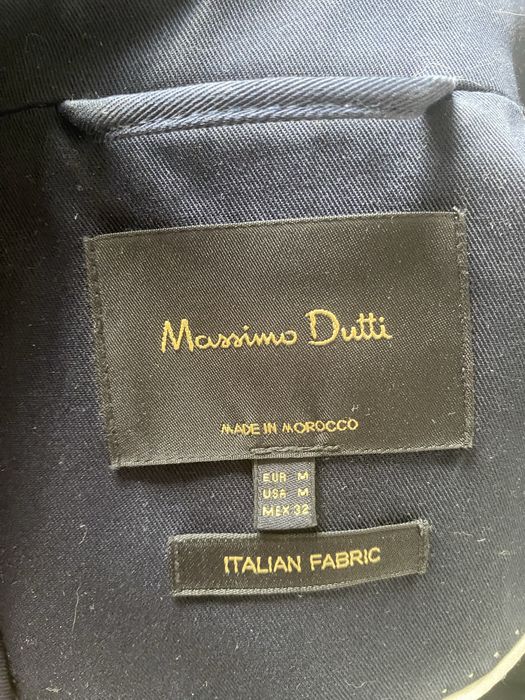 Massimo Dutti
MADE IN MOROCCO
EUR M
USA M
MEX 32
ITALIAN FABRIC